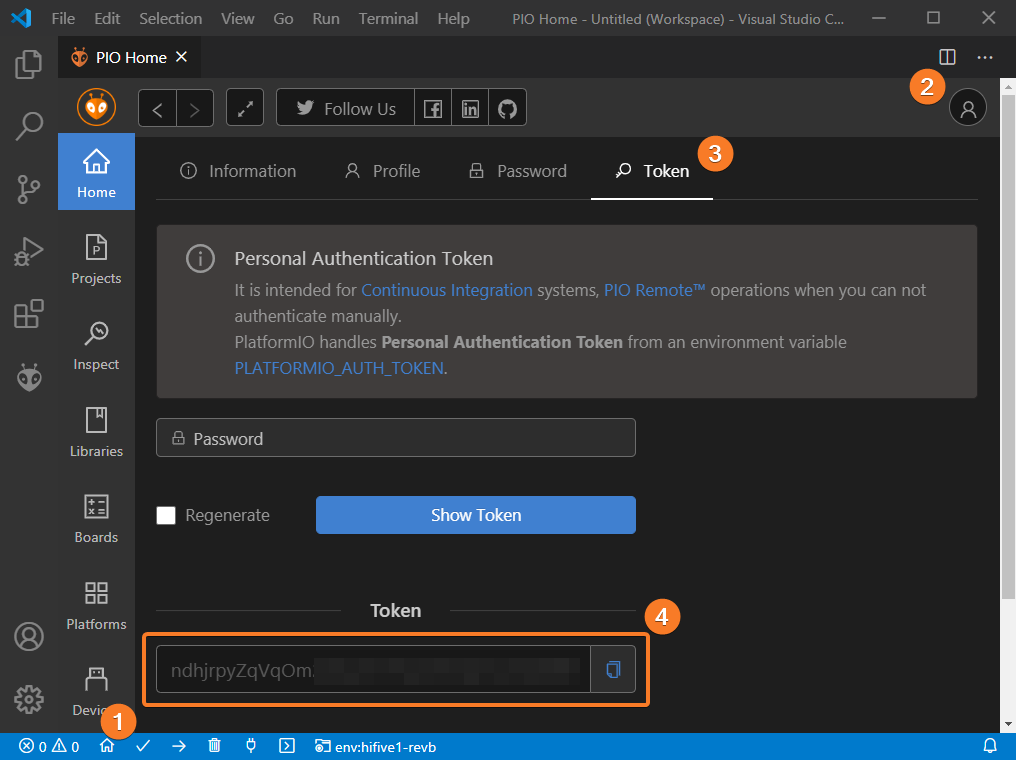 File Edit Selection View Go Run Terminal Help PIO Home - Untitled (Workspace) - Visual Studio C...
PIO Home
2
Follow Us
3
Information Profile Password Token
Home
Personal Authentication Token
It is intended for Continuous Integration systems, PIO Remote™ operations when you can not
authenticate manually.
PlatformIO handles Personal Authentication Token from an environment variable
PLATFORMIO_AUTH_TOKEN.
Projects
Inspect
Libraries
Boards
Platforms
Password
Regenerate Show Token
Token
4
ndhjrpyZqVqOm.
1
0 0 env:hifive1-revb